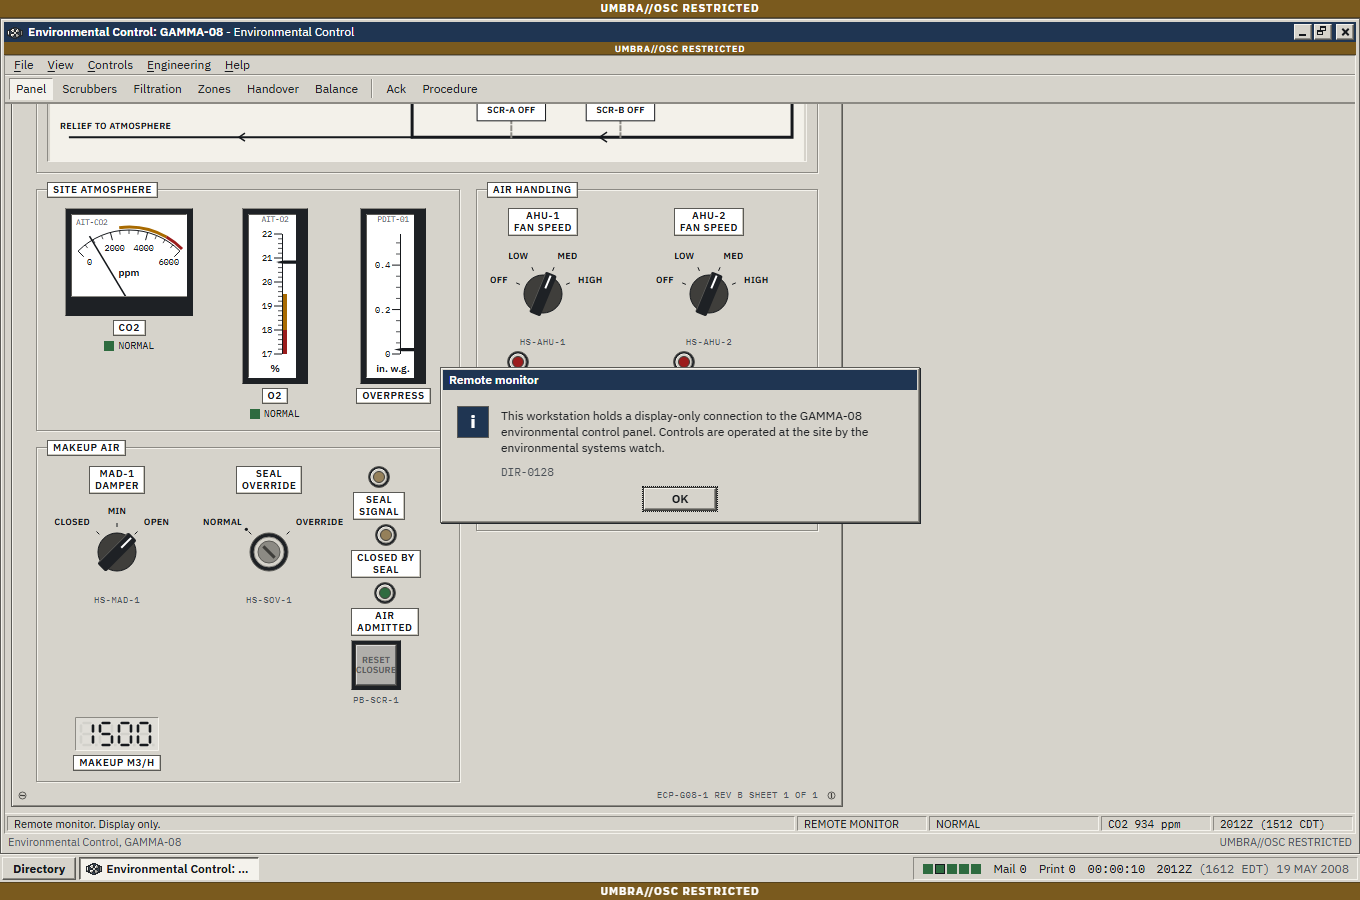 UMBRA//OSC RESTRICTED
Environmental Control: GAMMA-08 - Environmental Control
UMBRA//OSC RESTRICTED
File View Controls Engineering Help
Panel Scrubbers Filtration Zones Handover Balance Ack Procedure
SCR-A OFF SCR-B OFF
RELIEF TO ATMOSPHERE
SITE ATMOSPHERE
AIT-CO2
0 2000 4000 6000
ppm
CO2
NORMAL
AIT-O2
22
21
20
19
18
17
%
O2
NORMAL
PDIT-01
0.4
0.2
0
in. w.g.
OVERPRESS
AIR HANDLING
AHU-1
FAN SPEED
OFF LOW MED HIGH
HS-AHU-1
AHU-2
FAN SPEED
OFF LOW MED HIGH
HS-AHU-2
Remote monitor
i
This workstation holds a display-only connection to the GAMMA-08
environmental control panel. Controls are operated at the site by the
environmental systems watch.
DIR-0128
OK
MAKEUP AIR
MAD-1
DAMPER
CLOSED MIN OPEN
HS-MAD-1
SEAL
OVERRIDE
NORMAL OVERRIDE
HS-SOV-1
SEAL
SIGNAL
CLOSED BY
SEAL
AIR
ADMITTED
RESET
CLOSURE
PB-SCR-1
1500
MAKEUP M3/H
ECP-G08-1 REV B SHEET 1 OF 1
Remote monitor. Display only. REMOTE MONITOR NORMAL CO2 934 ppm 2012Z (1512 CDT)
Environmental Control, GAMMA-08 UMBRA//OSC RESTRICTED
Directory Environmental Control: ... Mail 0 Print 0 00:00:10 2012Z (1612 EDT) 19 MAY 2008
UMBRA//OSC RESTRICTED